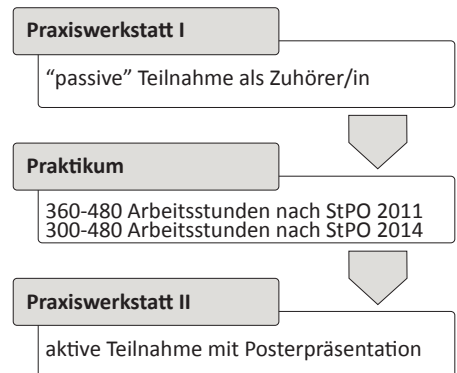 Praxiswerkstatt I
“passive” Teilnahme als Zuhörer/in
Praktikum
360-480 Arbeitsstunden nach StPO 2011
300-480 Arbeitsstunden nach StPO 2014
Praxiswerkstatt II
aktive Teilnahme mit Posterpräsentation